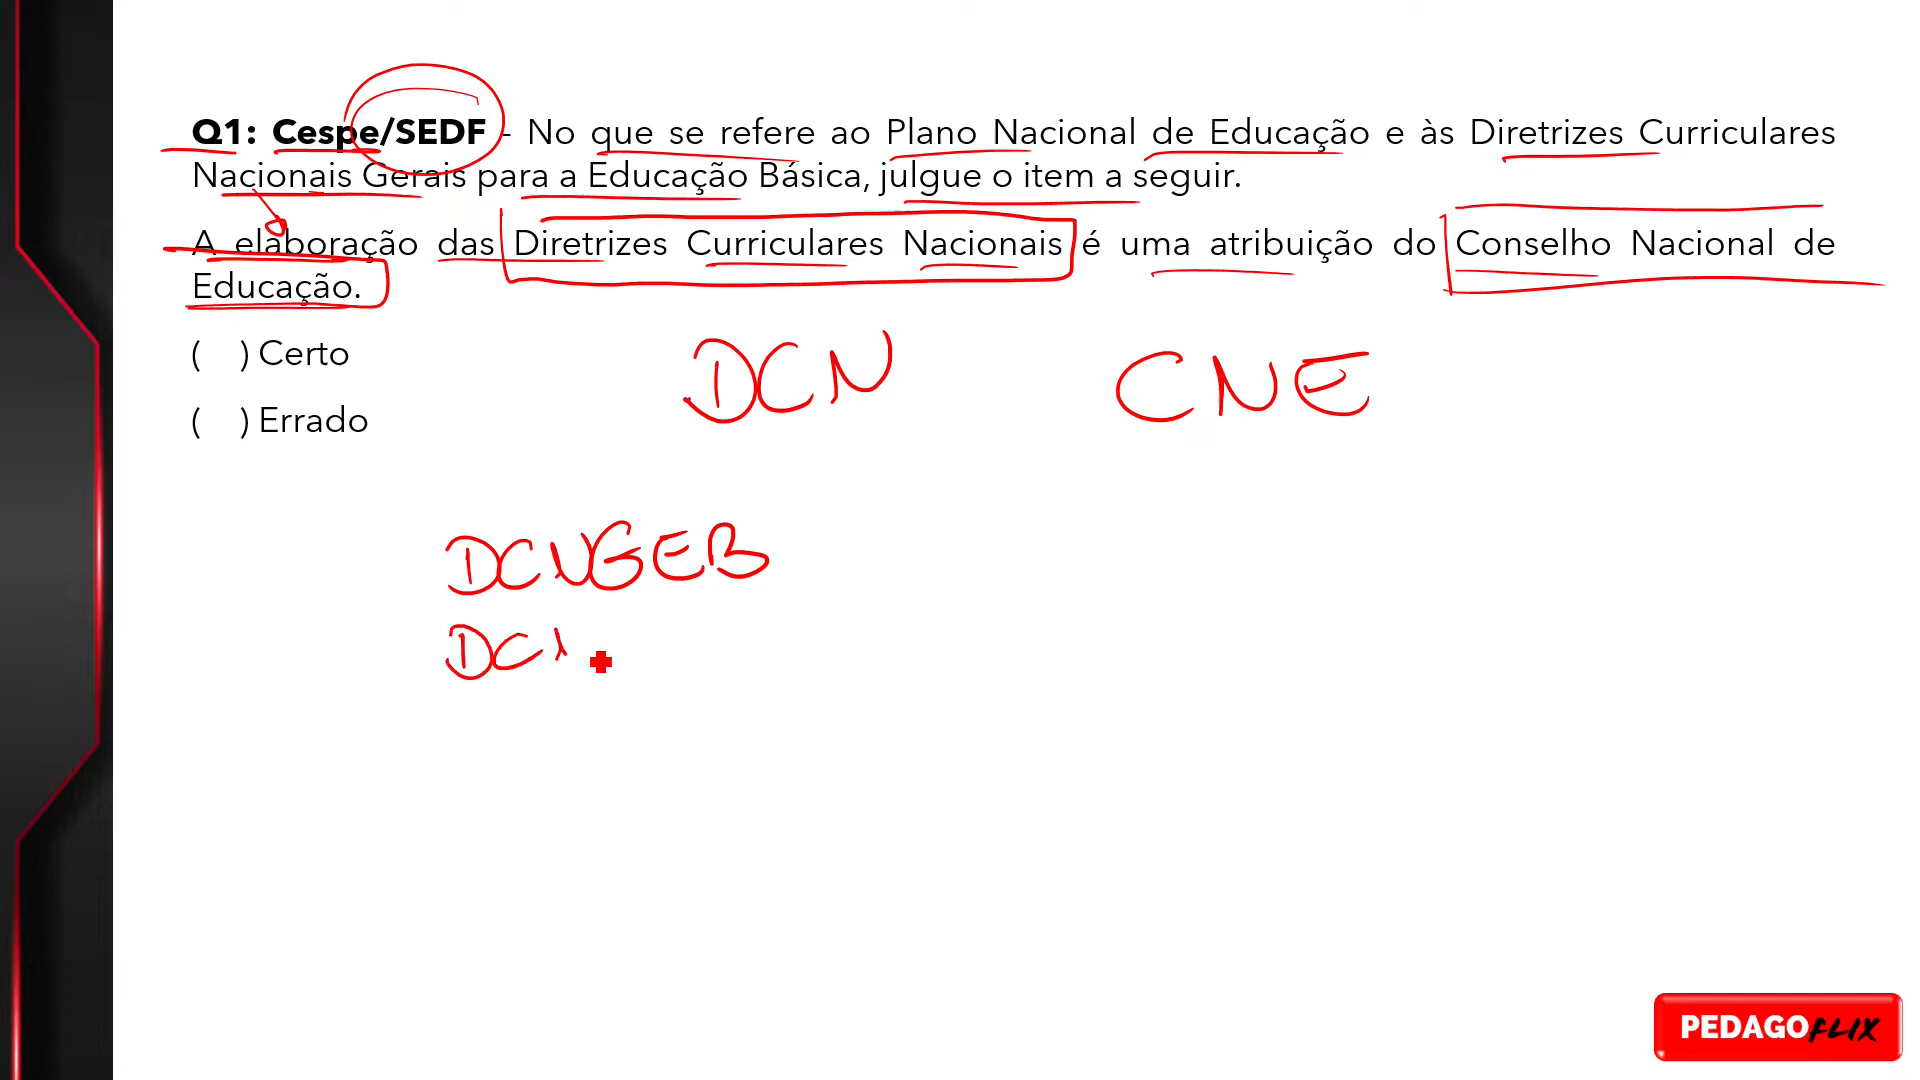 Q1: Cespe/SEDF - No que se refere ao Plano Nacional de Educação e às Diretrizes Curriculares
Nacionais Gerais para a Educação Básica, julgue o item a seguir.
A elaboração das Diretrizes Curriculares Nacionais é uma atribuição do Conselho Nacional de
Educação.
( ) Certo
( ) Errado
DCN CNE
DCNGEB
DC
PEDAGOFLIX